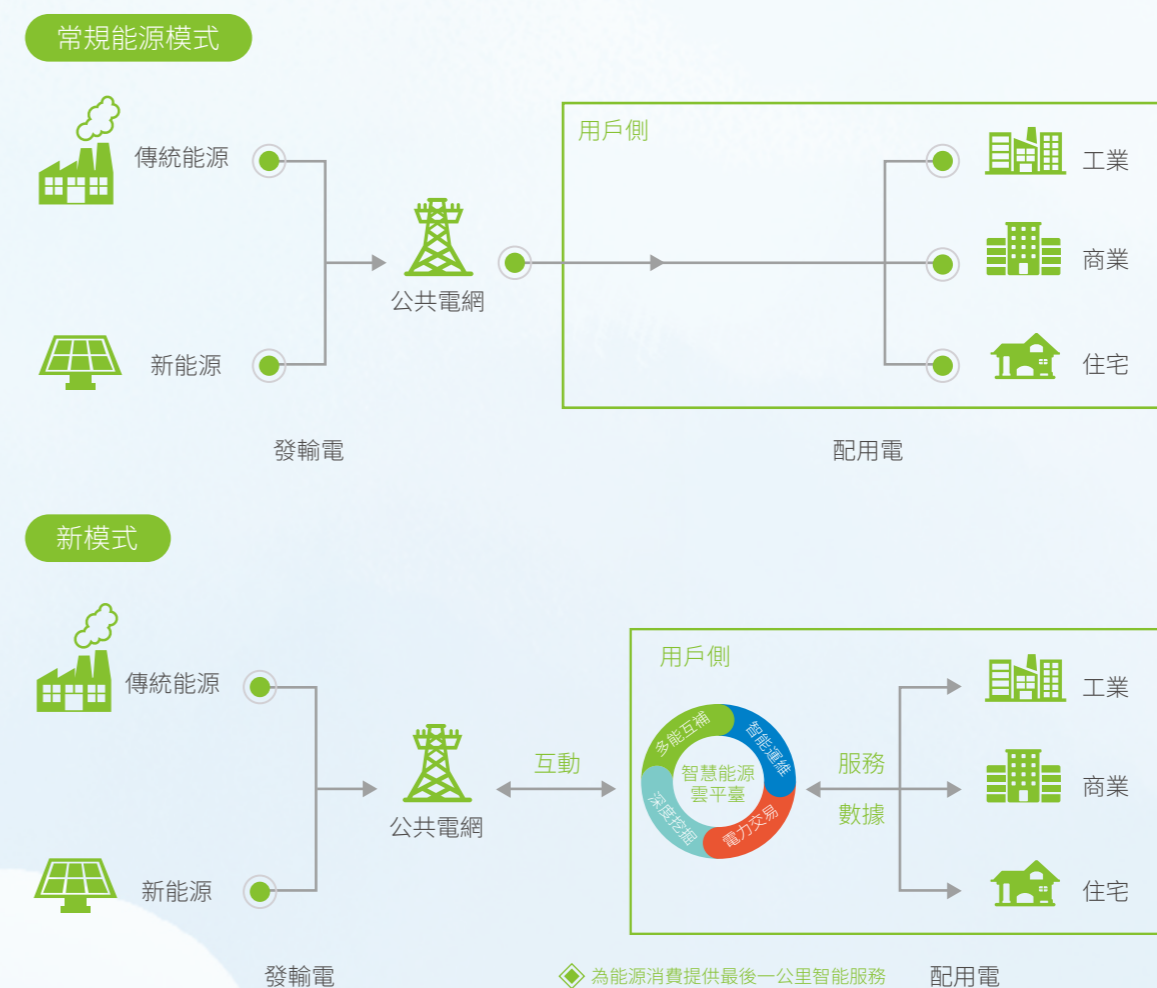 常規能源模式
傳統能源
用戶側
工業
商業
公共電網
新能源
住宅
發輸電
配用電
新模式
傳統能源
用戶側
工業
多能互補
智能運維
互動
智慧能源
雲平臺
服務
商業
數據
深度挖掘
電力交易
公共電網
新能源
住宅
發輸電
為能源消費提供最後一公里智能服務
配用電